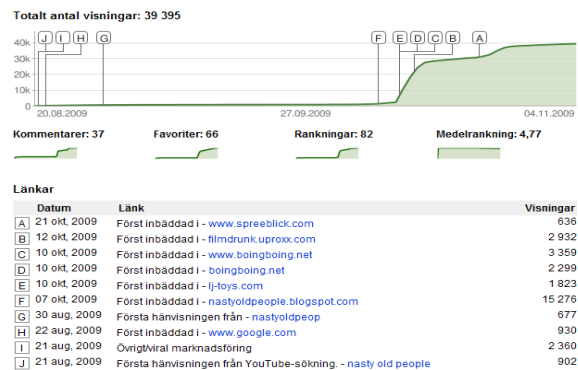 Totalt antal visningar: 39 395
40k J I H G F E D C B A
30k
20k
10k
0
20.08.2009 27.09.2009 04.11.2009
Kommentarer: 37 Favoriter: 66 Rankningar: 82 Medelrankning: 4,77
Länkar
Datum Länk Visningar
A 21 okt, 2009 Först inbäddad i - www.spreeblick.com 636
B 12 okt, 2009 Först inbäddad i - filmdrunk.uproxx.com 2 932
C 10 okt, 2009 Först inbäddad i - www.boingboing.net 3 359
D 10 okt, 2009 Först inbäddad i - boingboing.net 2 299
E 10 okt, 2009 Först inbäddad i - lj-toys.com 1 823
F 07 okt, 2009 Först inbäddad i - nastyoldpeople.blogspot.com 15 276
G 30 aug, 2009 Första hänvisningen från - nastyoldpeop 677
H 22 aug, 2009 Först inbäddad i - www.google.com 930
I 21 aug, 2009 Övrigt/viral marknadsföring 2 360
J 21 aug, 2009 Första hänvisningen från YouTube-sökning. - nasty old people 902